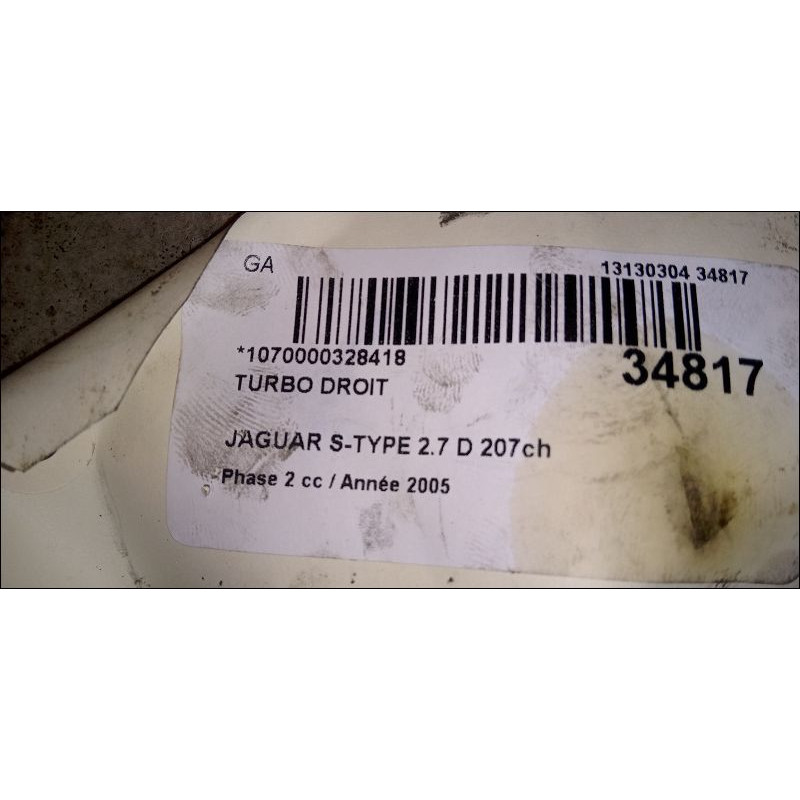 GA
13130304 34817
*1070000328418
34817
TURBO DROIT
JAGUAR S-TYPE 2.7 D 207ch
Phase 2 cc / Année 2005